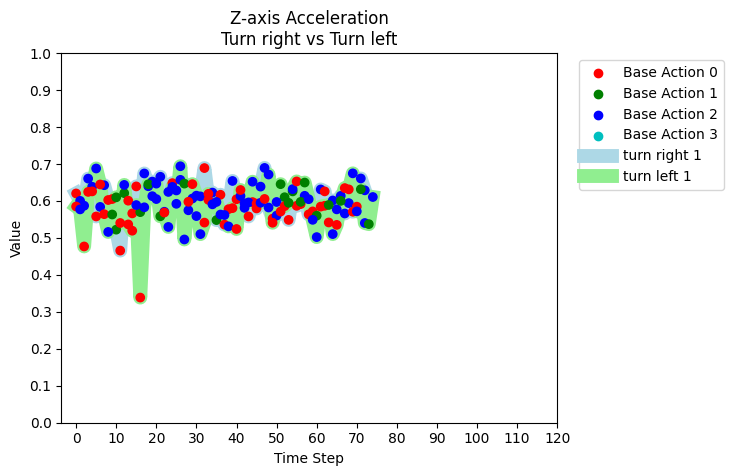 Z-axis Acceleration
Turn right vs Turn left
1.0
0.9
0.8
0.7
0.6
0.5
0.4
0.3
0.2
0.1
0.0
Value
0 10 20 30 40 50 60 70 80 90 100 110 120
Time Step
Base Action 0
Base Action 1
Base Action 2
Base Action 3
turn right 1
turn left 1